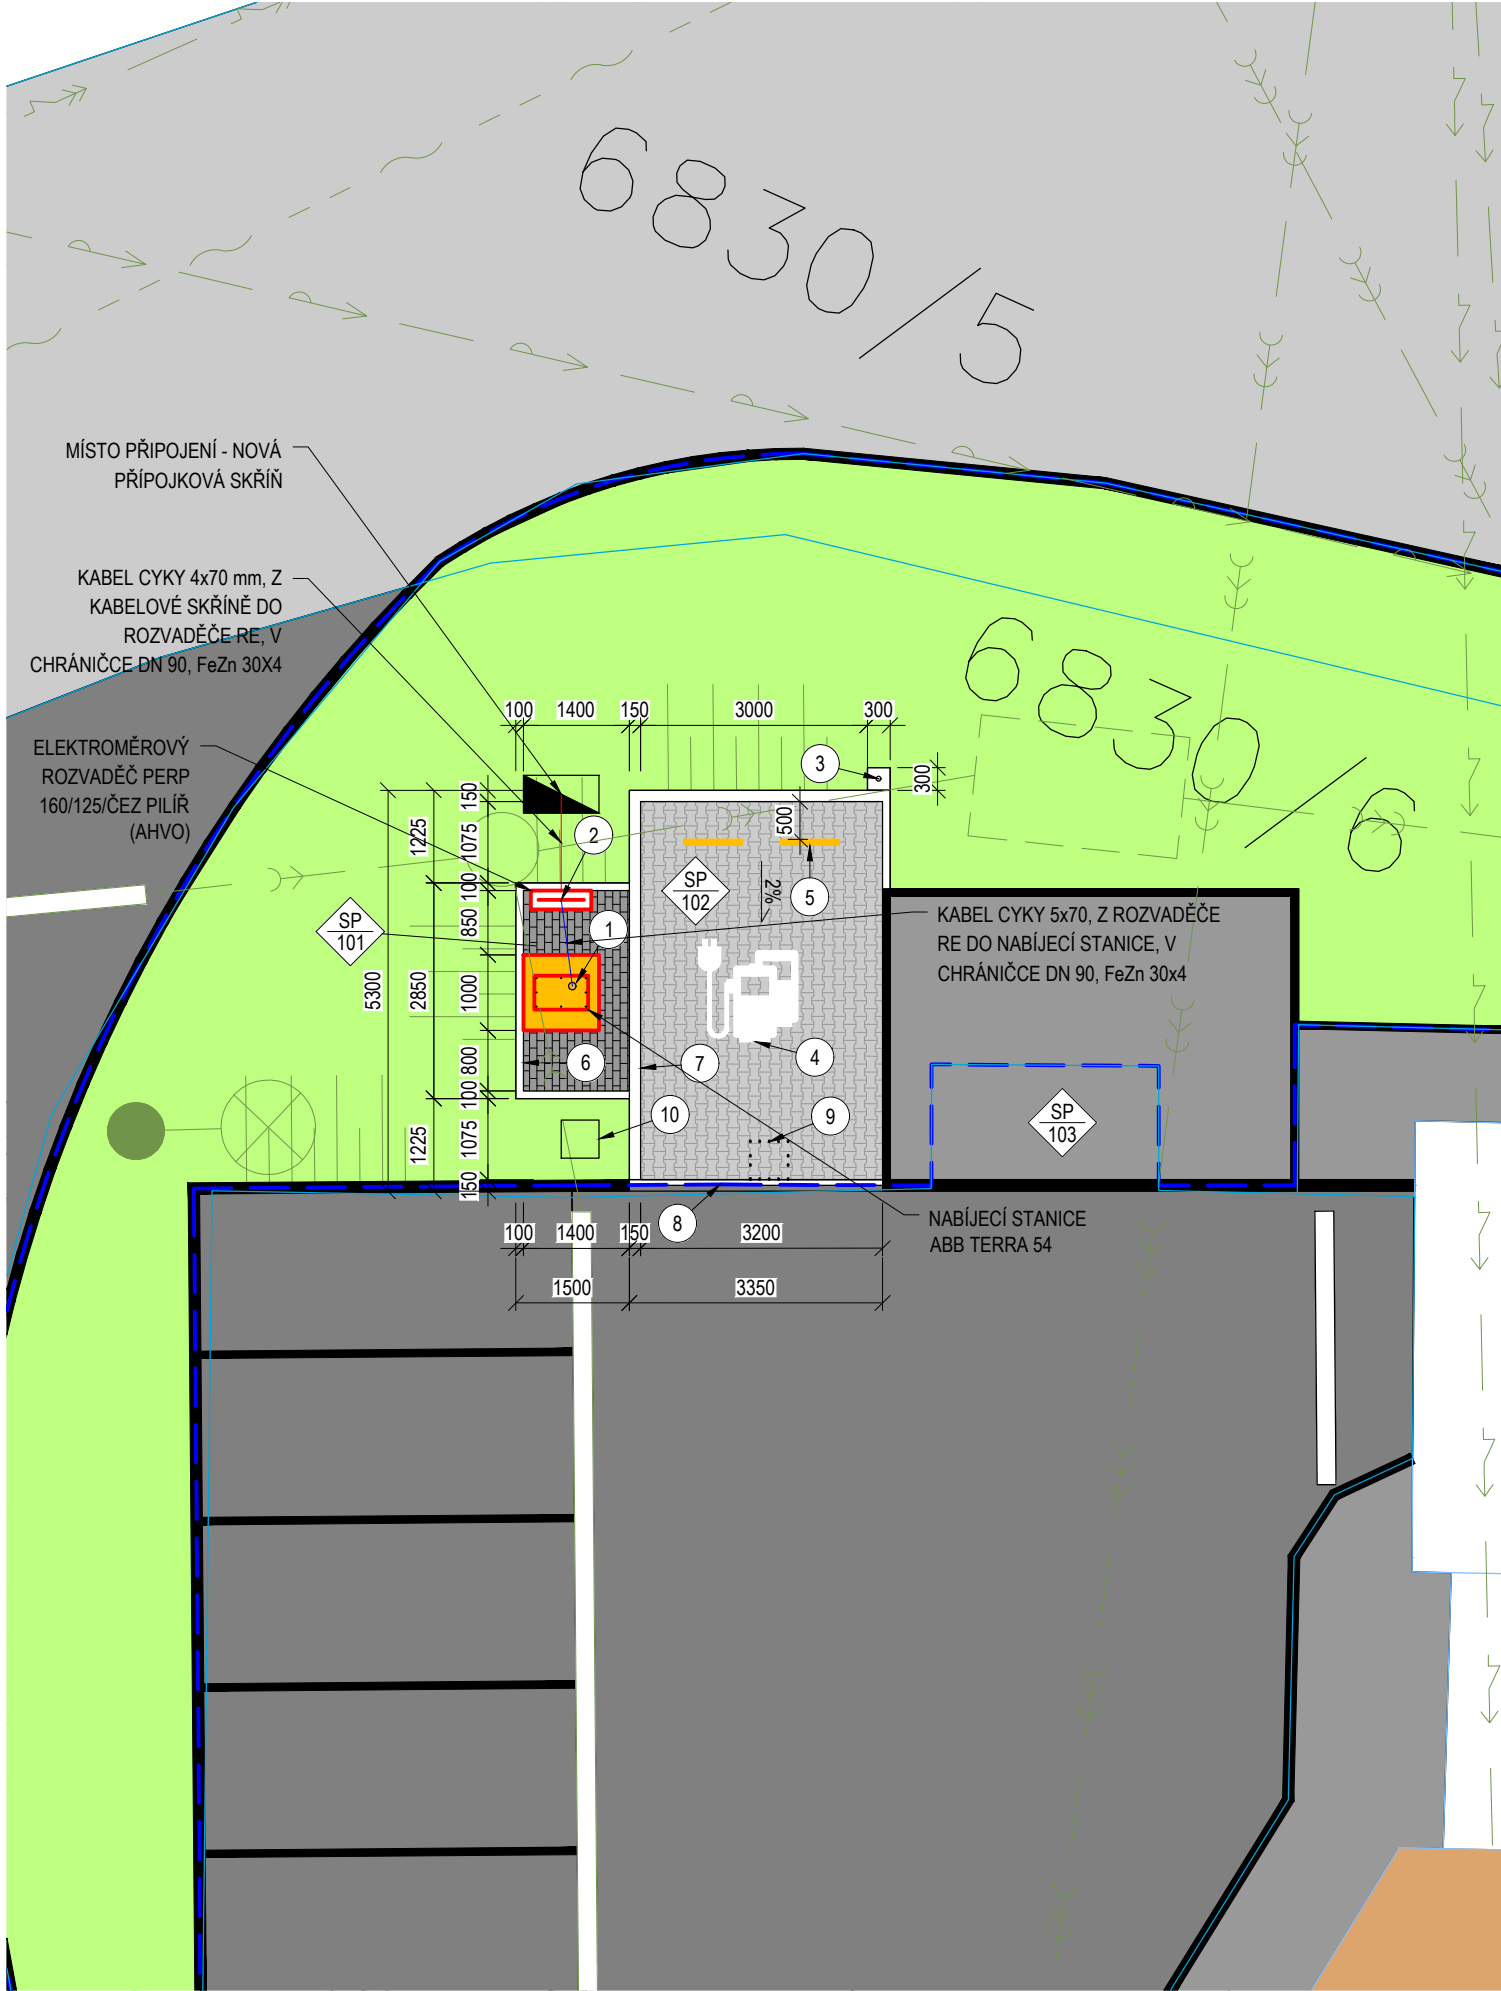 6830/5
MÍSTO PŘIPOJENÍ - NOVÁ
PŘÍPOJKOVÁ SKŘÍŇ
KABEL CYKY 4x70 mm, Z
KABELOVÉ SKŘÍNĚ DO
ROZVADĚČE RE, V
CHRÁNIČCE DN 90, FeZn 30X4
6830/6
100 1400 150 3000 300
ELEKTROMĚROVÝ
ROZVADĚČ PERP
160/125/ČEZ PILÍŘ
(AHVO)
3
300
150
500
1225
1075
2
100
SP
102
2%
5
SP
101
850
1
KABEL CYKY 5x70, Z ROZVADĚČE
RE DO NABÍJECÍ STANICE, V
CHRÁNIČCE DN 90, FeZn 30x4
5300
2850
1000
800
6
7
4
100
10
9
SP
103
1225
1075
150
8
NABÍJECÍ STANICE
ABB TERRA 54
100 1400 150 3200
1500 3350